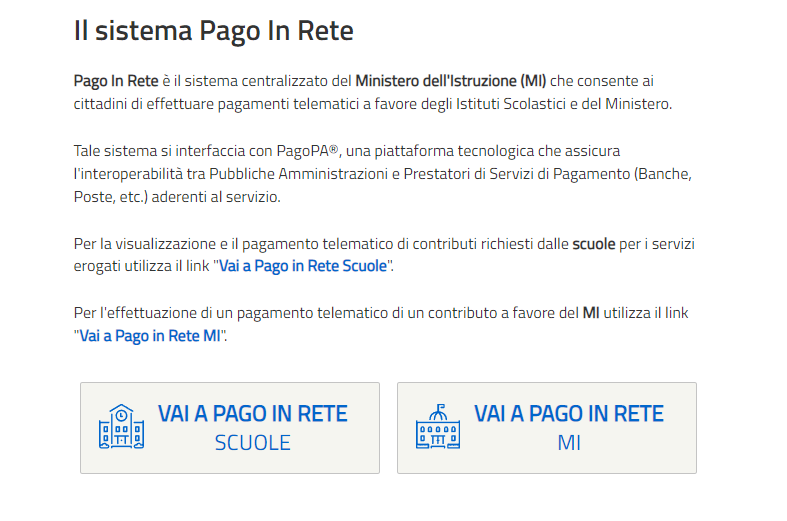 Il sistema Pago In Rete
Pago In Rete è il sistema centralizzato del Ministero dell'Istruzione (MI) che consente ai
cittadini di effettuare pagamenti telematici a favore degli Istituti Scolastici e del Ministero.
Tale sistema si interfaccia con PagoPA®, una piattaforma tecnologica che assicura
l'interoperabilità tra Pubbliche Amministrazioni e Prestatori di Servizi di Pagamento (Banche,
Poste, etc.) aderenti al servizio.
Per la visualizzazione e il pagamento telematico di contributi richiesti dalle scuole per i servizi
erogati utilizza il link "Vai a Pago in Rete Scuole".
Per l'effettuazione di un pagamento telematico di un contributo a favore del MI utilizza il link
"Vai a Pago in Rete MI".
VAI A PAGO IN RETE
SCUOLE
VAI A PAGO IN RETE
MI